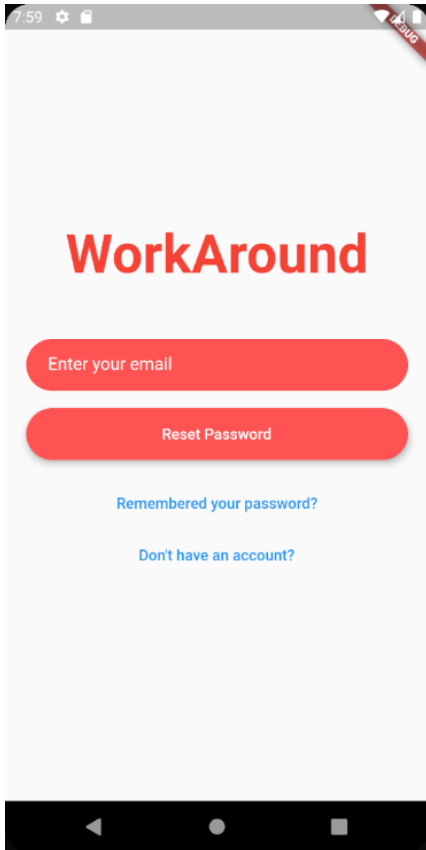 7:59
DEBUG
WorkAround
Enter your email
Reset Password
Remembered your password?
Don't have an account?